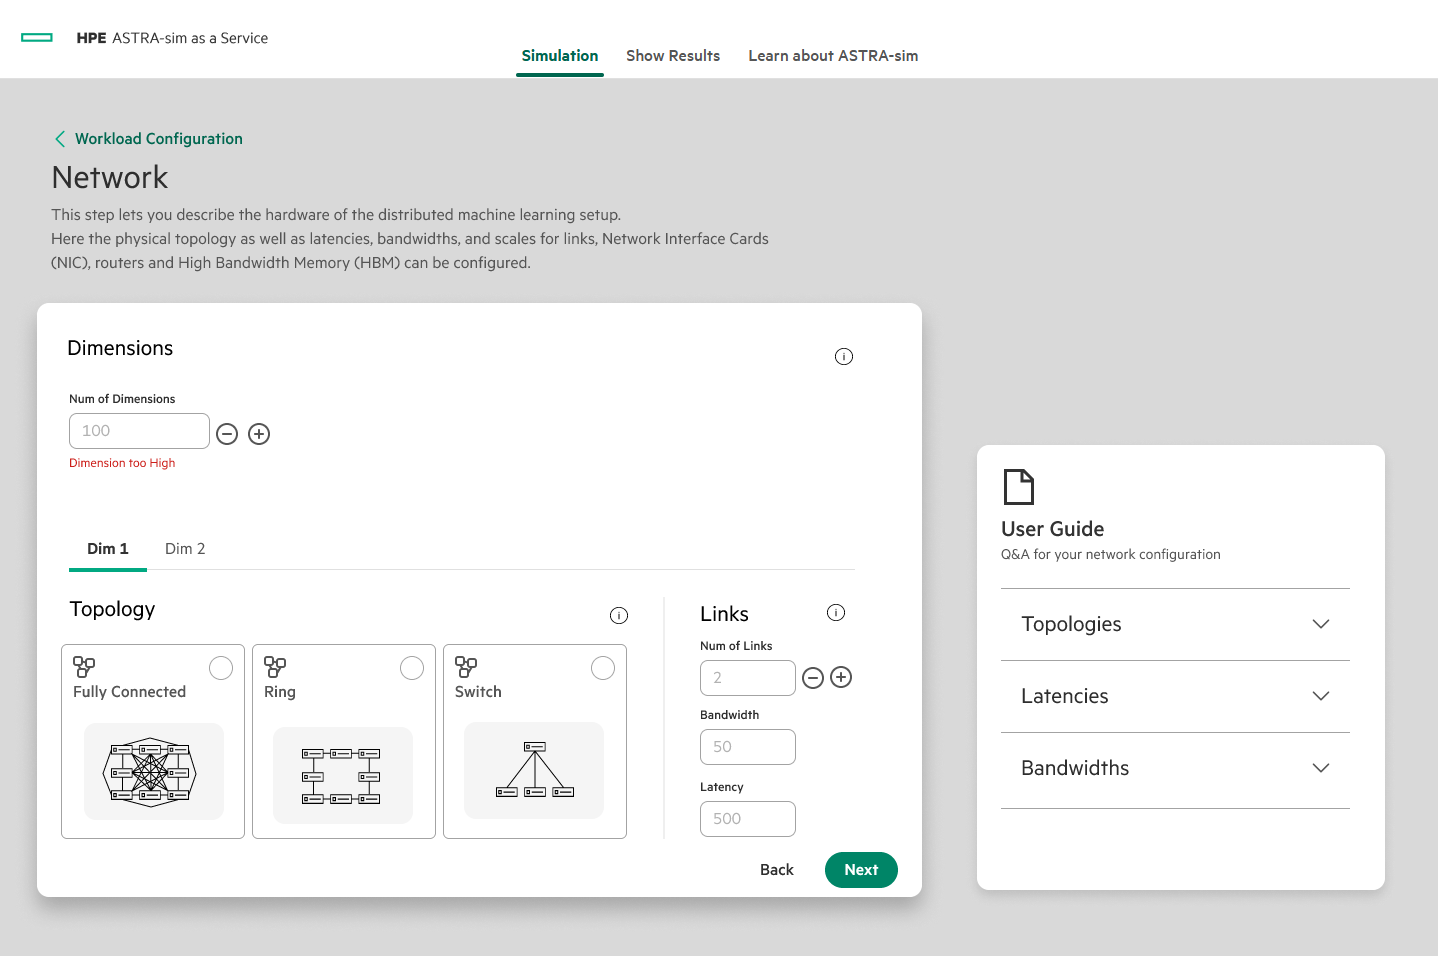 HPE ASTRA-sim as a Service
Simulation
Show Results
Learn about ASTRA-sim
Workload Configuration
Network
This step lets you describe the hardware of the distributed machine learning setup.
Here the physical topology as well as latencies, bandwidths, and scales for links, Network Interface Cards
(NIC), routers and High Bandwidth Memory (HBM) can be configured.
Dimensions
Num of Dimensions
100
Dimension too High
Dim 1
Dim 2
Topology
Fully Connected
Ring
Switch
Links
Num of Links
2
Bandwidth
50
Latency
500
Back
Next
User Guide
Q&A for your network configuration
Topologies
Latencies
Bandwidths